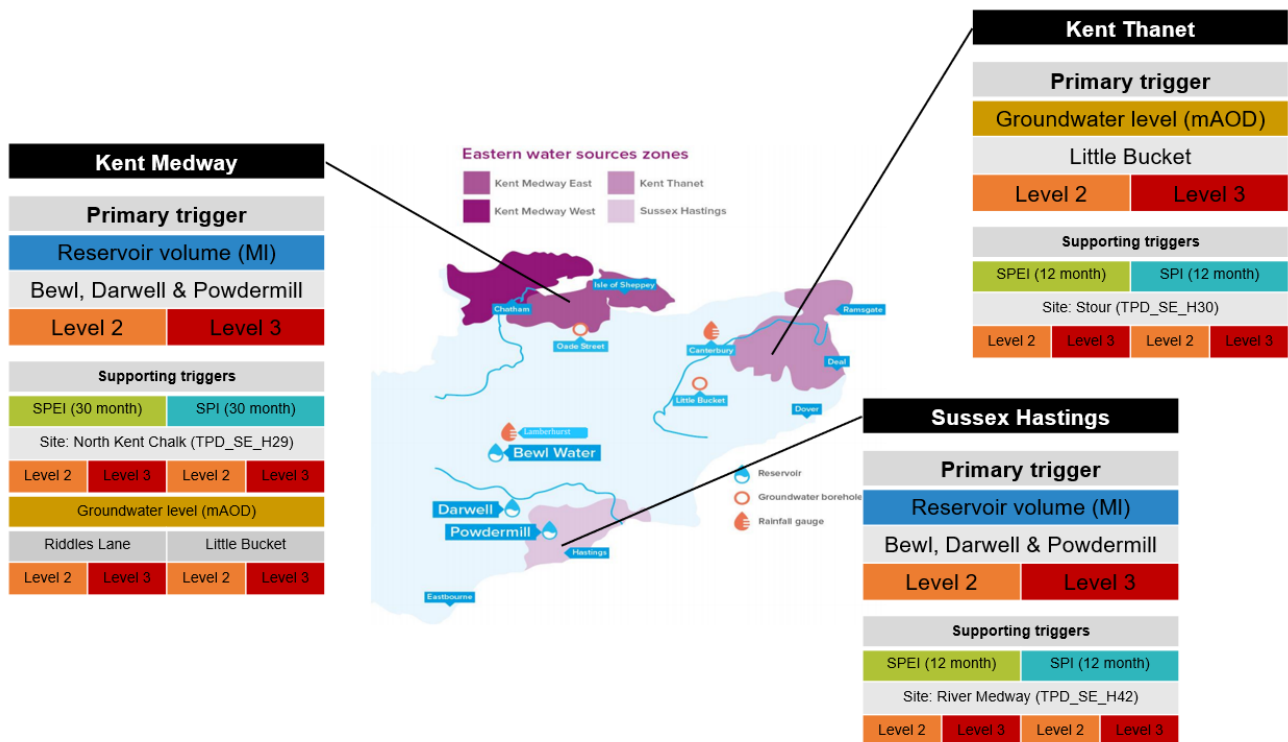 Kent Thanet
Primary trigger
Groundwater level (mAOD)
Little Bucket
Level 2 Level 3
Supporting triggers
SPEI (12 month) SPI (12 month)
Site: Stour (TPD_SE_H30)
Level 2 Level 3 Level 2 Level 3
Kent Medway
Primary trigger
Reservoir volume (Ml)
Bewl, Darwell & Powdermill
Level 2 Level 3
Supporting triggers
SPEI (30 month) SPI (30 month)
Site: North Kent Chalk (TPD_SE_H29)
Level 2 Level 3 Level 2 Level 3
Groundwater level (mAOD)
Riddles Lane Little Bucket
Level 2 Level 3 Level 2 Level 3
Eastern water sources zones
Kent Medway East Kent Thanet
Kent Medway West Sussex Hastings
Isle of Sheppey
Chatham
Ramsgate
Oade Street
Canterbury
Deal
Little Bucket
Dover
Lamberhurst
Bewl Water
Darwell
Powdermill
Hastings
Eastbourne
Reservoir
Groundwater borehole
Rainfall gauge
Sussex Hastings
Primary trigger
Reservoir volume (Ml)
Bewl, Darwell & Powdermill
Level 2 Level 3
Supporting triggers
SPEI (12 month) SPI (12 month)
Site: River Medway (TPD_SE_H42)
Level 2 Level 3 Level 2 Level 3